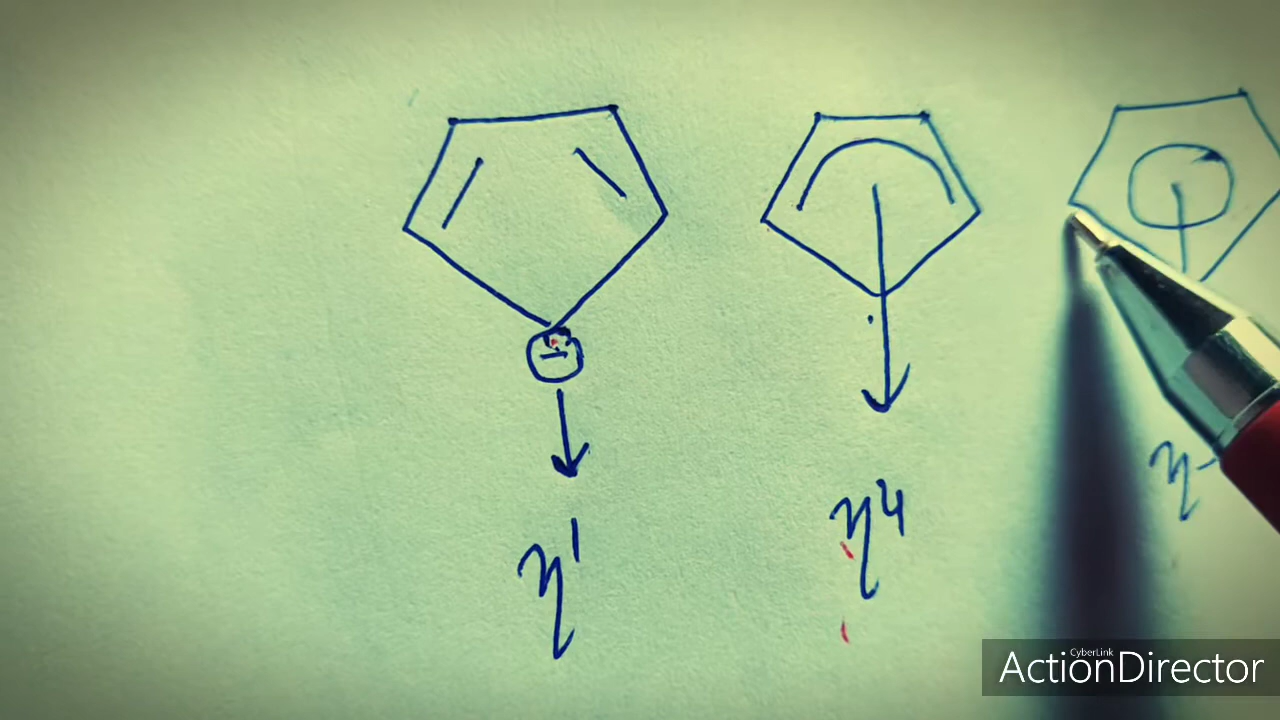 η¹
η⁴
η
CyberLink
ActionDirector